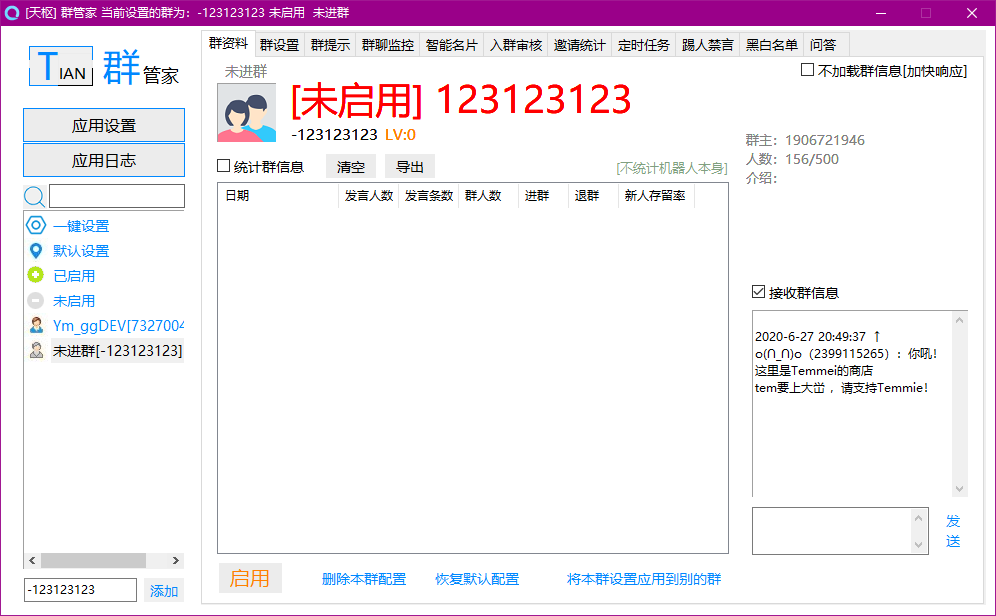 [天枢] 群管家 当前设置的群为：-123123123 未启用 未进群
TIAN 群管家
应用设置
应用日志
一键设置
默认设置
已启用
未启用
Ym_ggDEV[7327004
未进群[-123123123]
-123123123 添加
群资料 群设置 群提示 群聊监控 智能名片 入群审核 邀请统计 定时任务 踢人禁言 黑白名单 问答
未进群
不加载群信息[加快响应]
[未启用] 123123123
-123123123 LV:0
统计群信息 清空 导出 [不统计机器人本身]
日期 发言人数 发言条数 群人数 进群 退群 新人存留率
启用 删除本群配置 恢复默认配置 将本群设置应用到别的群
群主：1906721946
人数：156/500
介绍：
接收群信息
2020-6-27 20:49:37 ↑
o(∩_∩)o（2399115265）：你吼！
这里是Temmei的商店
tem要上大峃，请支持Temmie！
发送